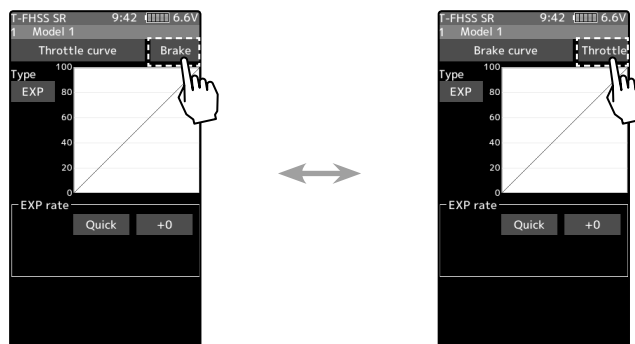 T-FHSS SR 9:42 6.6V
1 Model 1
Throttle curve Brake
Type
EXP
100
80
60
40
20
0
EXP rate
Quick +0
T-FHSS SR 9:42 6.6V
1 Model 1
Brake curve Throttle
Type
EXP
100
80
60
40
20
0
EXP rate
Quick +0